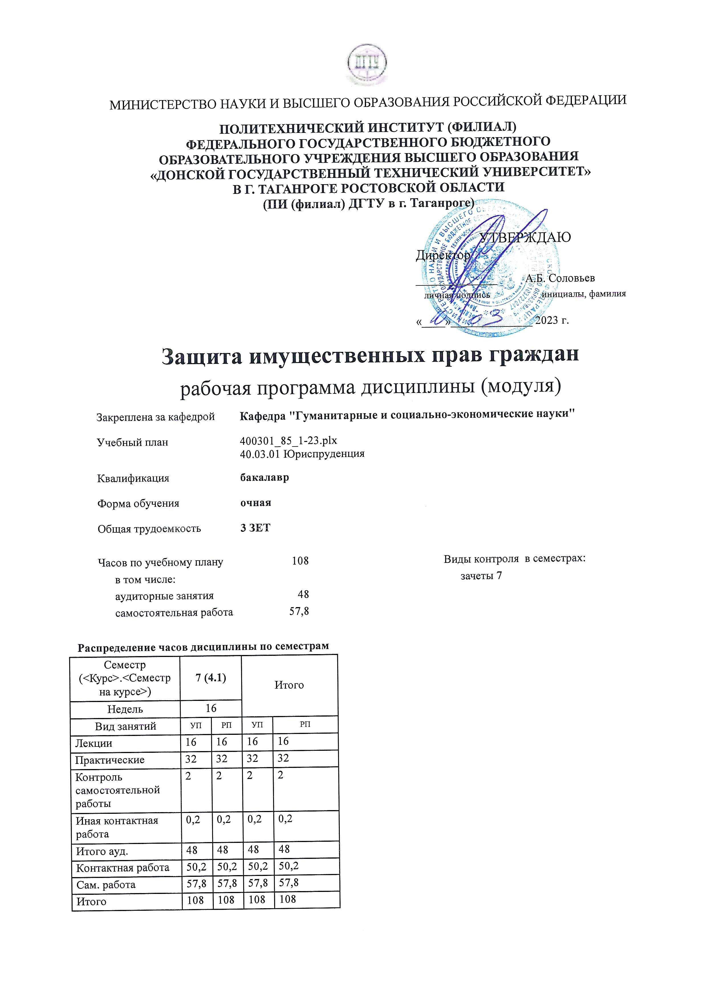 ДГТУ
МИНИСТЕРСТВО НАУКИ И ВЫСШЕГО ОБРАЗОВАНИЯ РОССИЙСКОЙ ФЕДЕРАЦИИ
ПОЛИТЕХНИЧЕСКИЙ ИНСТИТУТ (ФИЛИАЛ)
ФЕДЕРАЛЬНОГО ГОСУДАРСТВЕННОГО БЮДЖЕТНОГО
ОБРАЗОВАТЕЛЬНОГО УЧРЕЖДЕНИЯ ВЫСШЕГО ОБРАЗОВАНИЯ
«ДОНСКОЙ ГОСУДАРСТВЕННЫЙ ТЕХНИЧЕСКИЙ УНИВЕРСИТЕТ»
В Г. ТАГАНРОГЕ РОСТОВСКОЙ ОБЛАСТИ
(ПИ (филиал) ДГТУ в г. Таганроге)
УТВЕРЖДАЮ
Директор
А.Б. Соловьев
личная подпись инициалы, фамилия
«____» 03 2023 г.
Защита имущественных прав граждан
рабочая программа дисциплины (модуля)
Закреплена за кафедрой Кафедра "Гуманитарные и социально-экономические науки"
Учебный план 400301_85_1-23.plx
40.03.01 Юриспруденция
Квалификация бакалавр
Форма обучения очная
Общая трудоемкость 3 ЗЕТ
Часов по учебному плану 108 Виды контроля в семестрах:
в том числе: зачеты 7
аудиторные занятия 48
самостоятельная работа 57,8
Распределение часов дисциплины по семестрам
Семестр
(<Курс>.<Семестр
на курсе>) 7 (4.1) Итого
Недель 16
Вид занятий УП РП УП РП
Лекции 16 16 16 16
Практические 32 32 32 32
Контроль 2 2 2 2
самостоятельной
работы
Иная контактная 0,2 0,2 0,2 0,2
работа
Итого ауд. 48 48 48 48
Контактная работа 50,2 50,2 50,2 50,2
Сам. работа 57,8 57,8 57,8 57,8
Итого 108 108 108 108